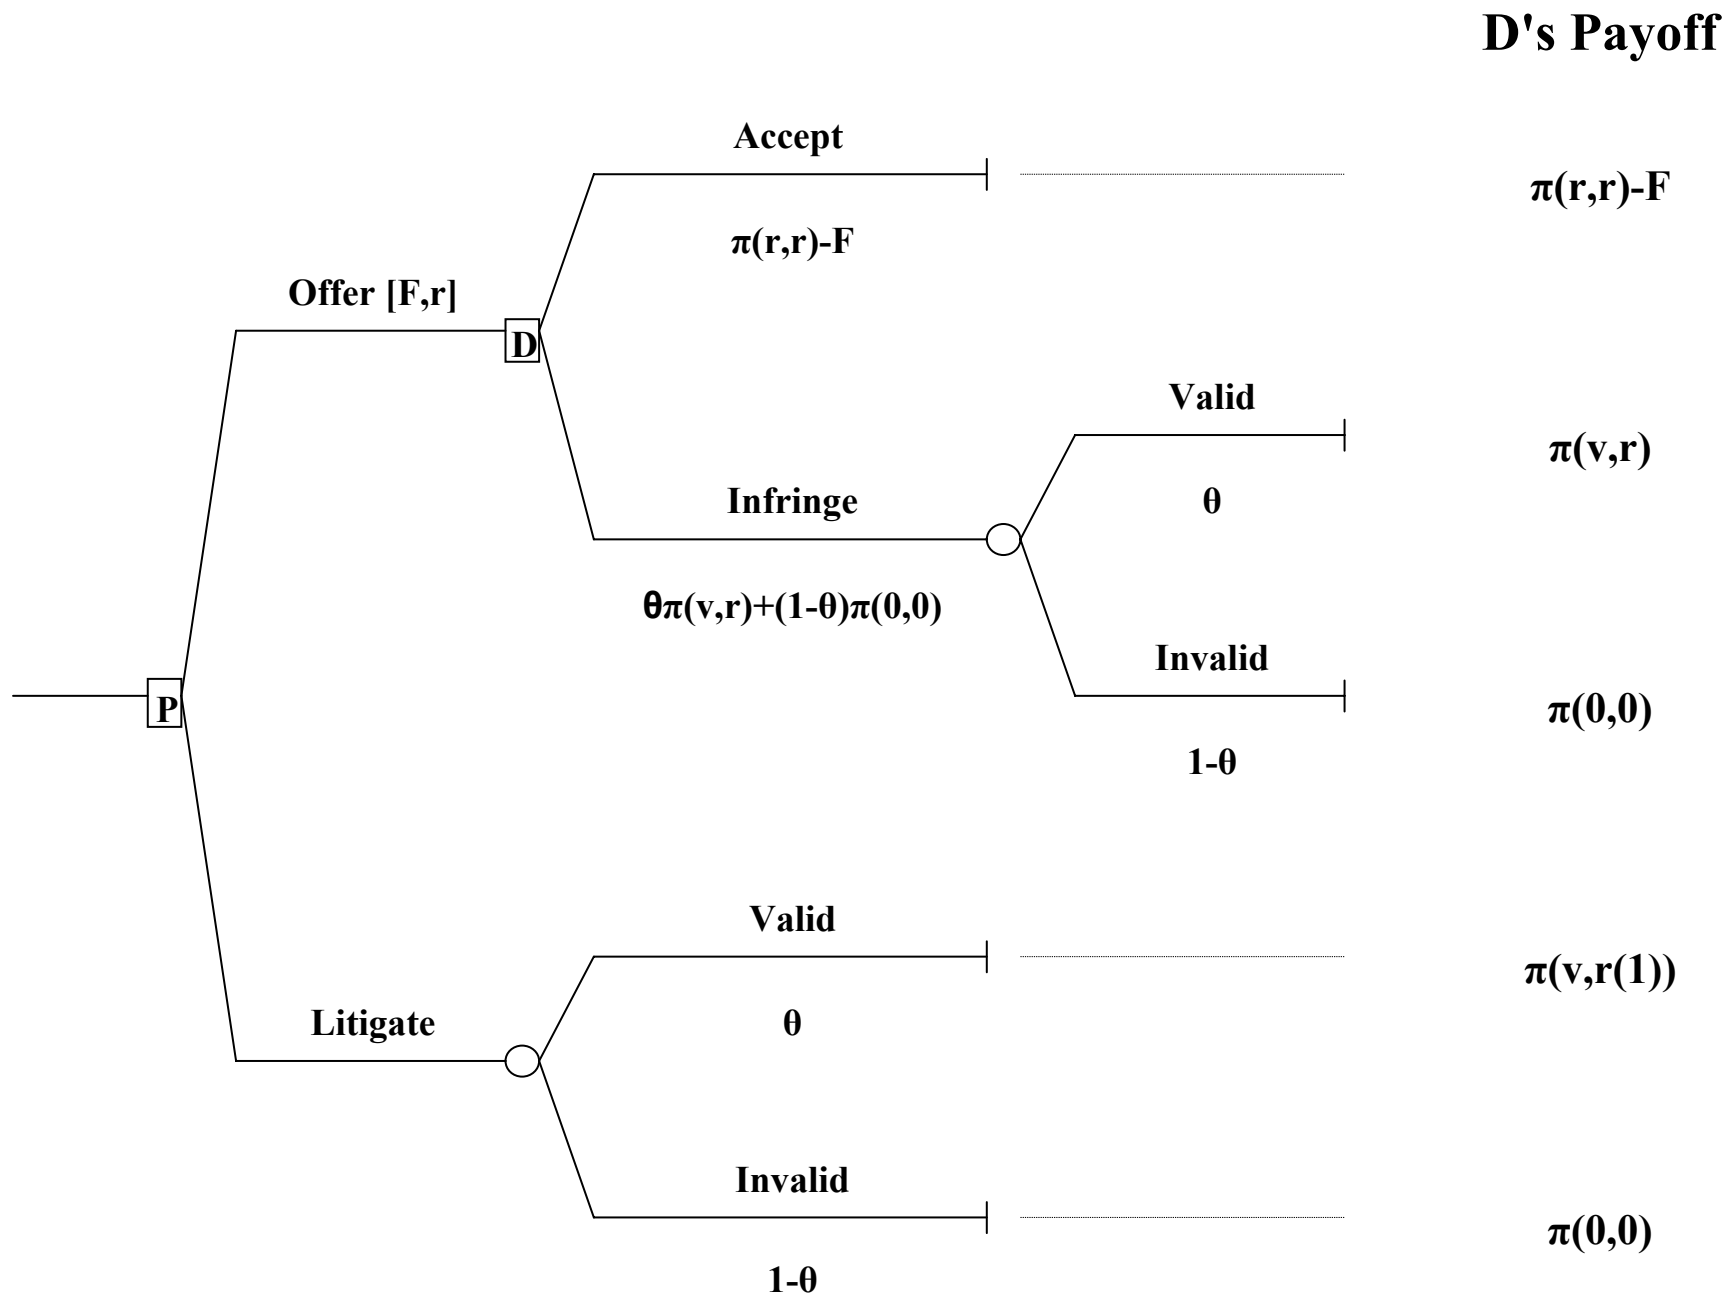 D's Payoff
Accept
π(r,r)-F
π(r,r)-F
Offer [F,r]
D
Valid
π(v,r)
θ
Infringe
θπ(v,r)+(1-θ)π(0,0)
Invalid
π(0,0)
1-θ
P
Valid
π(v,r(1))
θ
Litigate
Invalid
π(0,0)
1-θ